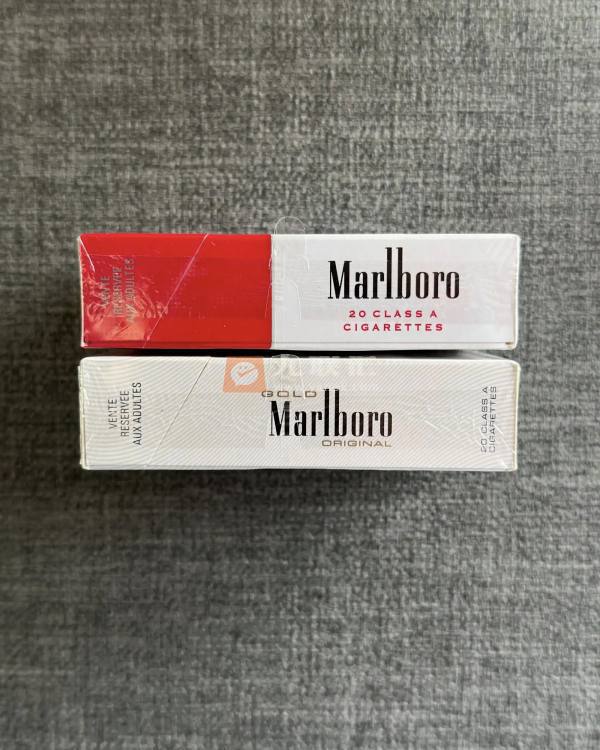 VENTE
RESERVEE
AUX ADULTES
Marlboro
20 CLASS A
CIGARETTES
VENTE
RESERVEE
AUX ADULTES
GOLD
Marlboro
ORIGINAL
20 CLASS A
CIGARETTES